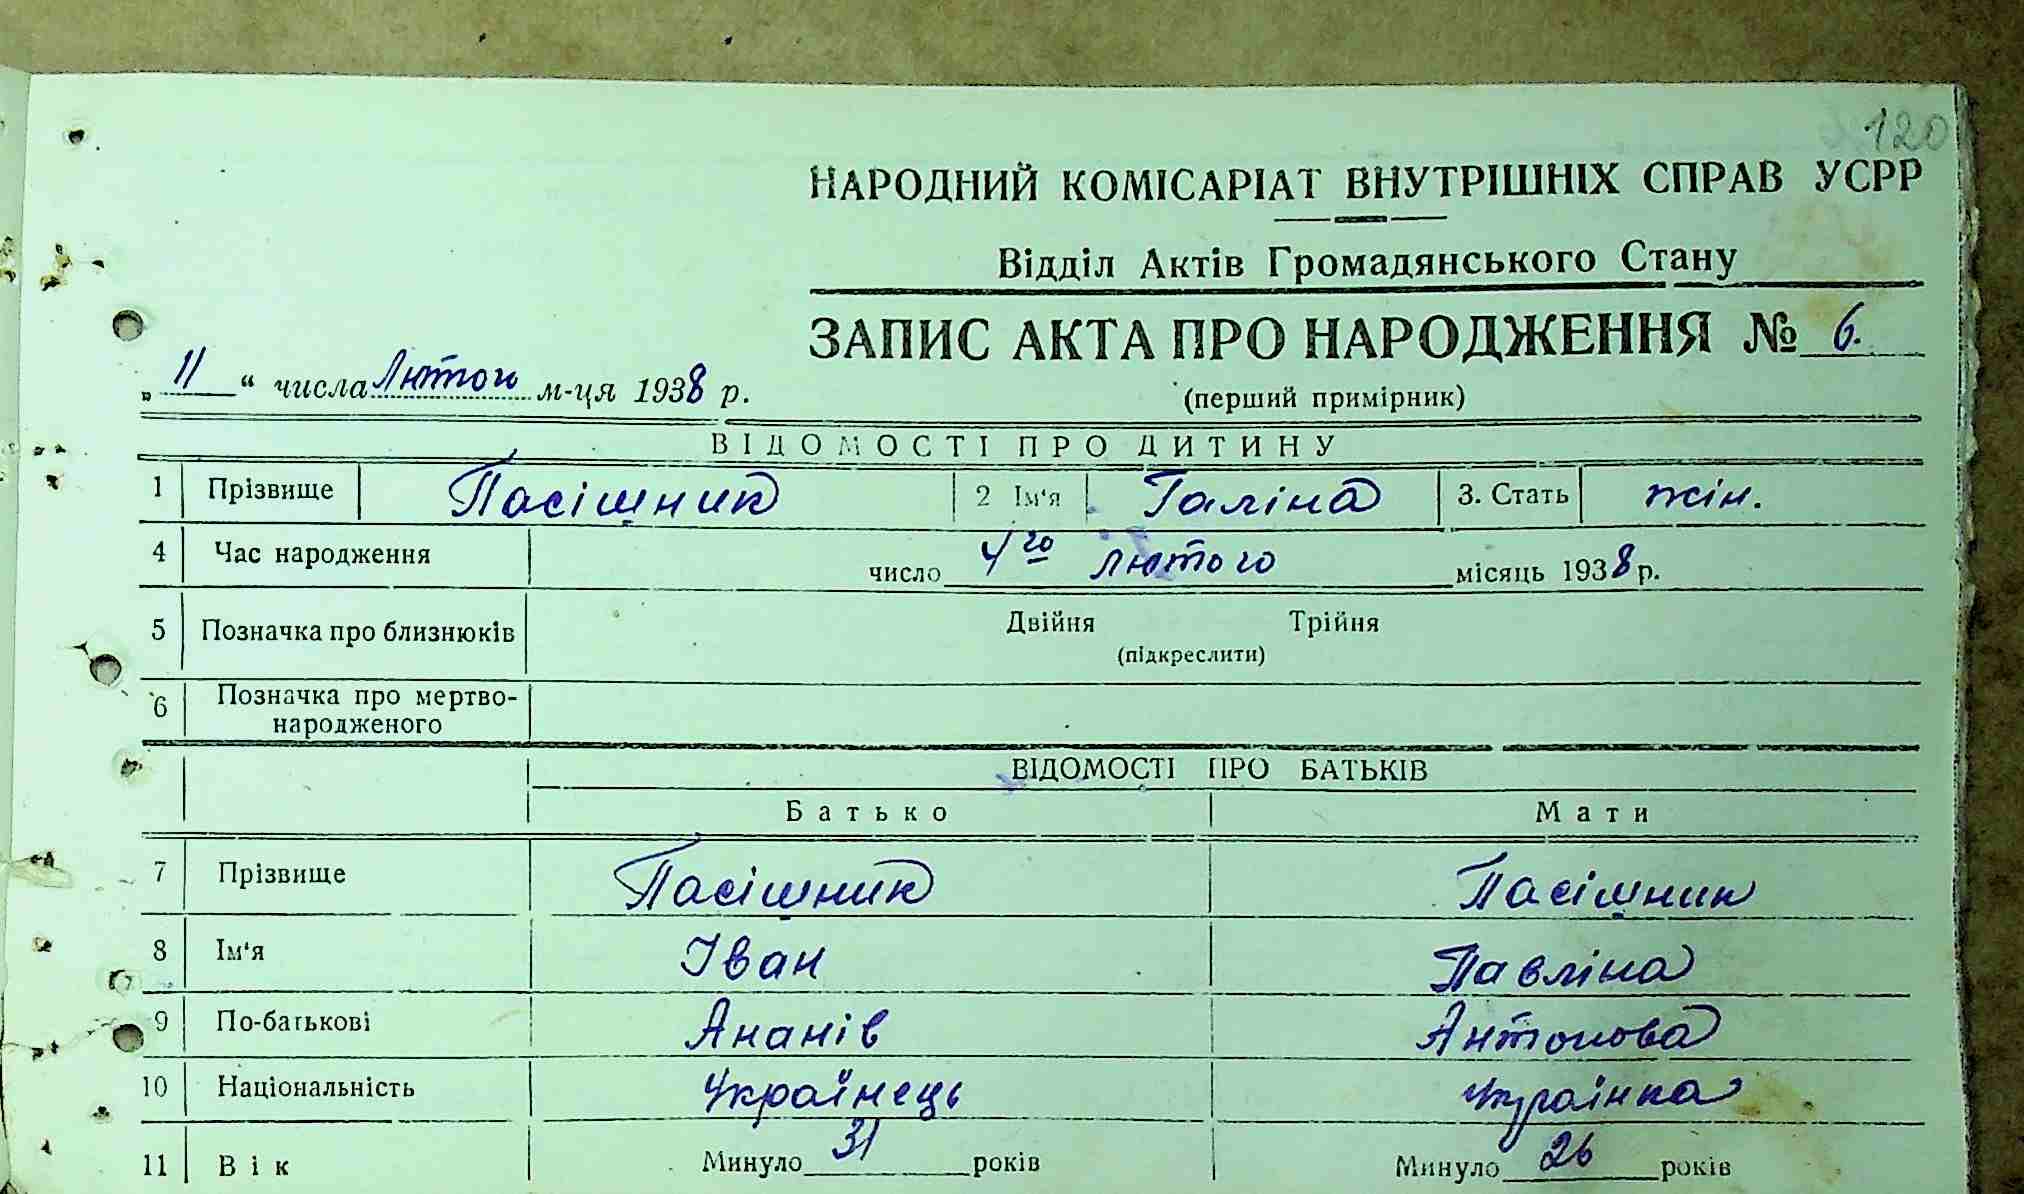 120
НАРОДНИЙ КОМІСАРІАТ ВНУТРІШНІХ СПРАВ УСРР
Відділ Актів Громадянського Стану
ЗАПИС АКТА ПРО НАРОДЖЕННЯ № 6.
„ 11 “ числа Лютого м-ця 1938 р.
(перший примірник)
ВІДОМОСТІ ПРО ДИТИНУ
1 Прізвище Пасішник 2 Ім‘я Галіна 3. Стать жін.
4 Час народження число 4го лютого місяць 1938 р.
5 Позначка про близнюків Двійня Трійня
(підкреслити)
6 Позначка про мертво-
народженого
ВІДОМОСТІ ПРО БАТЬКІВ
Батько Мати
7 Прізвище Пасішник Пасішник
8 Ім‘я Іван Павліна
9 По-батькові Ананів Антонова
10 Національність Українець Українка
11 Вік Минуло 31 років Минуло 26 років